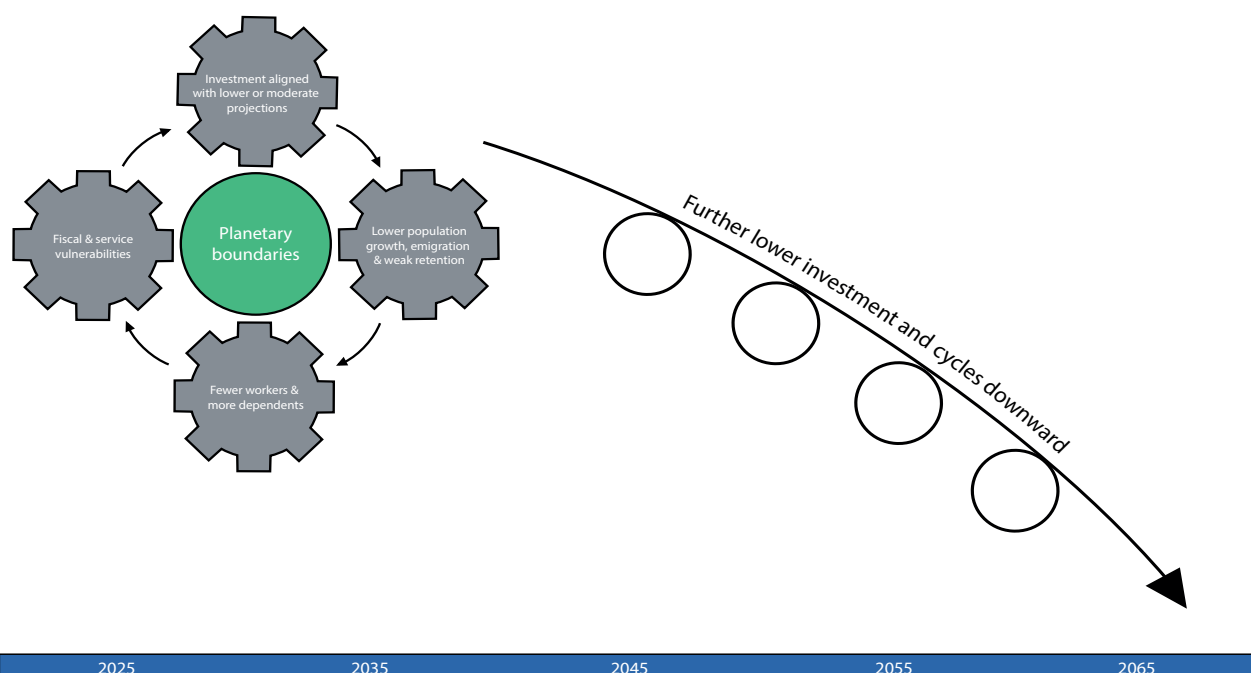 Investment aligned
with lower or moderate
projections
Fiscal & service
vulnerabilities
Planetary
boundaries
Lower population
growth, emigration
& weak retention
Fewer workers &
more dependents
Further lower investment and cycles downward
2025 2035 2045 2055 2065